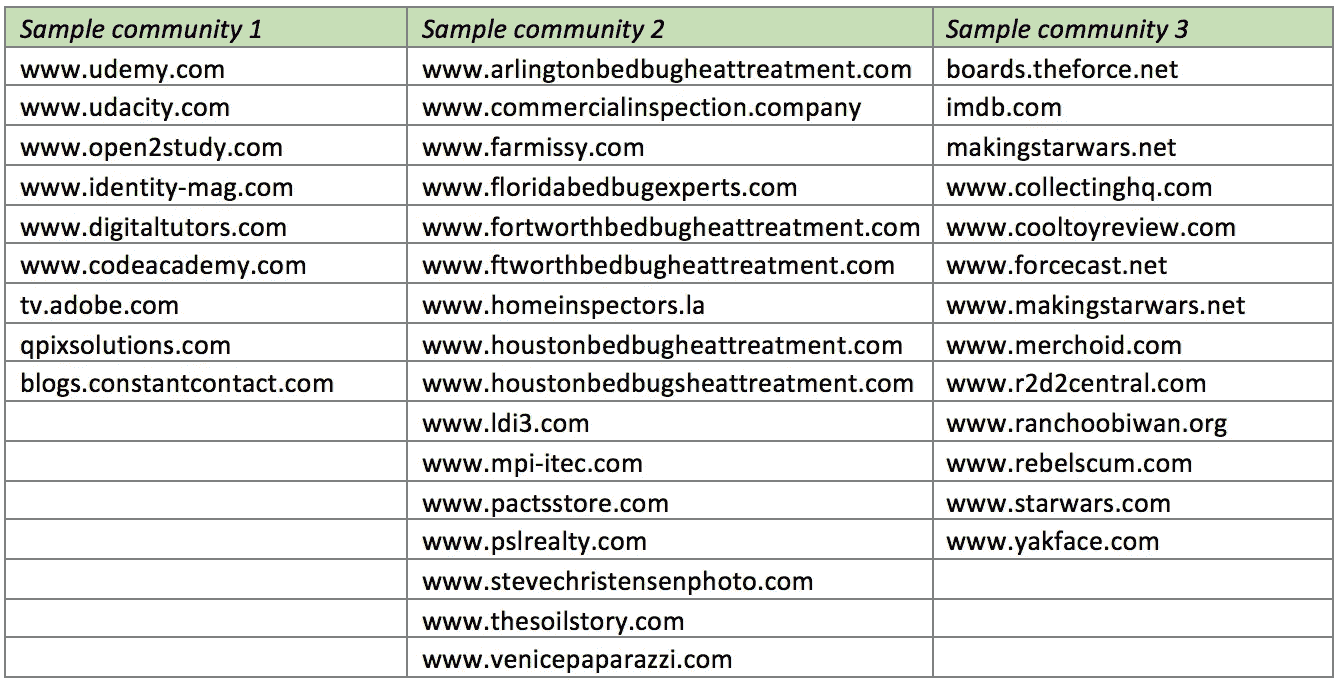 Sample community 1 Sample community 2 Sample community 3
www.udemy.com www.arlingtonbedbugheattreatment.com boards.theforce.net
www.udacity.com www.commercialinspection.company imdb.com
www.open2study.com www.farmissy.com makingstarwars.net
www.identity-mag.com www.floridabedbugexperts.com www.collectinghq.com
www.digitaltutors.com www.fortworthbedbugheattreatment.com www.cooltoyreview.com
www.codeacademy.com www.ftworthbedbugheattreatment.com www.forcecast.net
tv.adobe.com www.homeinspectors.la www.makingstarwars.net
qpixsolutions.com www.houstonbedbugheattreatment.com www.merchoid.com
blogs.constantcontact.com www.houstonbedbugsheattreatment.com www.r2d2central.com
www.ldi3.com www.ranchoobiwan.org
www.mpi-itec.com www.rebelscum.com
www.pactsstore.com www.starwars.com
www.pslrealty.com www.yakface.com
www.stevechristensenphoto.com
www.thesoilstory.com
www.venicepaparazzi.com